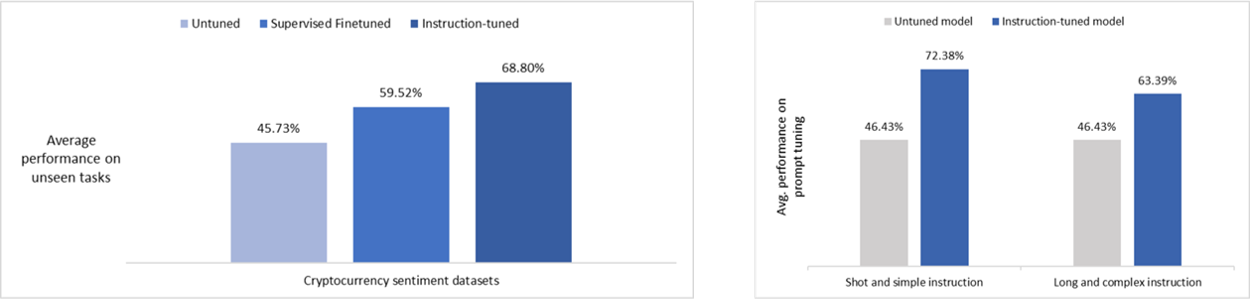 Untuned Supervised Finetuned Instruction-tuned
68.80%
59.52%
45.73%
Average
performance on
unseen tasks
Cryptocurrency sentiment datasets
Untuned model Instruction-tuned model
72.38%
63.39%
46.43% 46.43%
Avg. performance on
prompt tuning
Shot and simple instruction Long and complex instruction